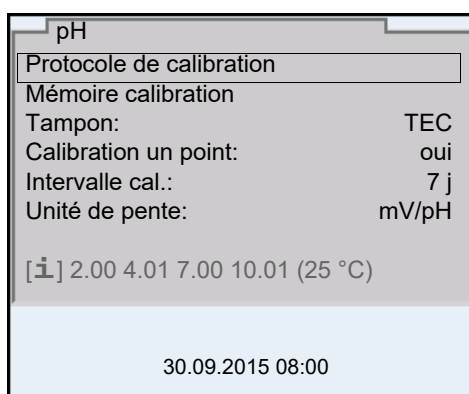 pH
Protocole de calibration
Mémoire calibration
Tampon: TEC
Calibration un point: oui
Intervalle cal.: 7 j
Unité de pente: mV/pH
[i] 2.00 4.01 7.00 10.01 (25 °C)
30.09.2015 08:00